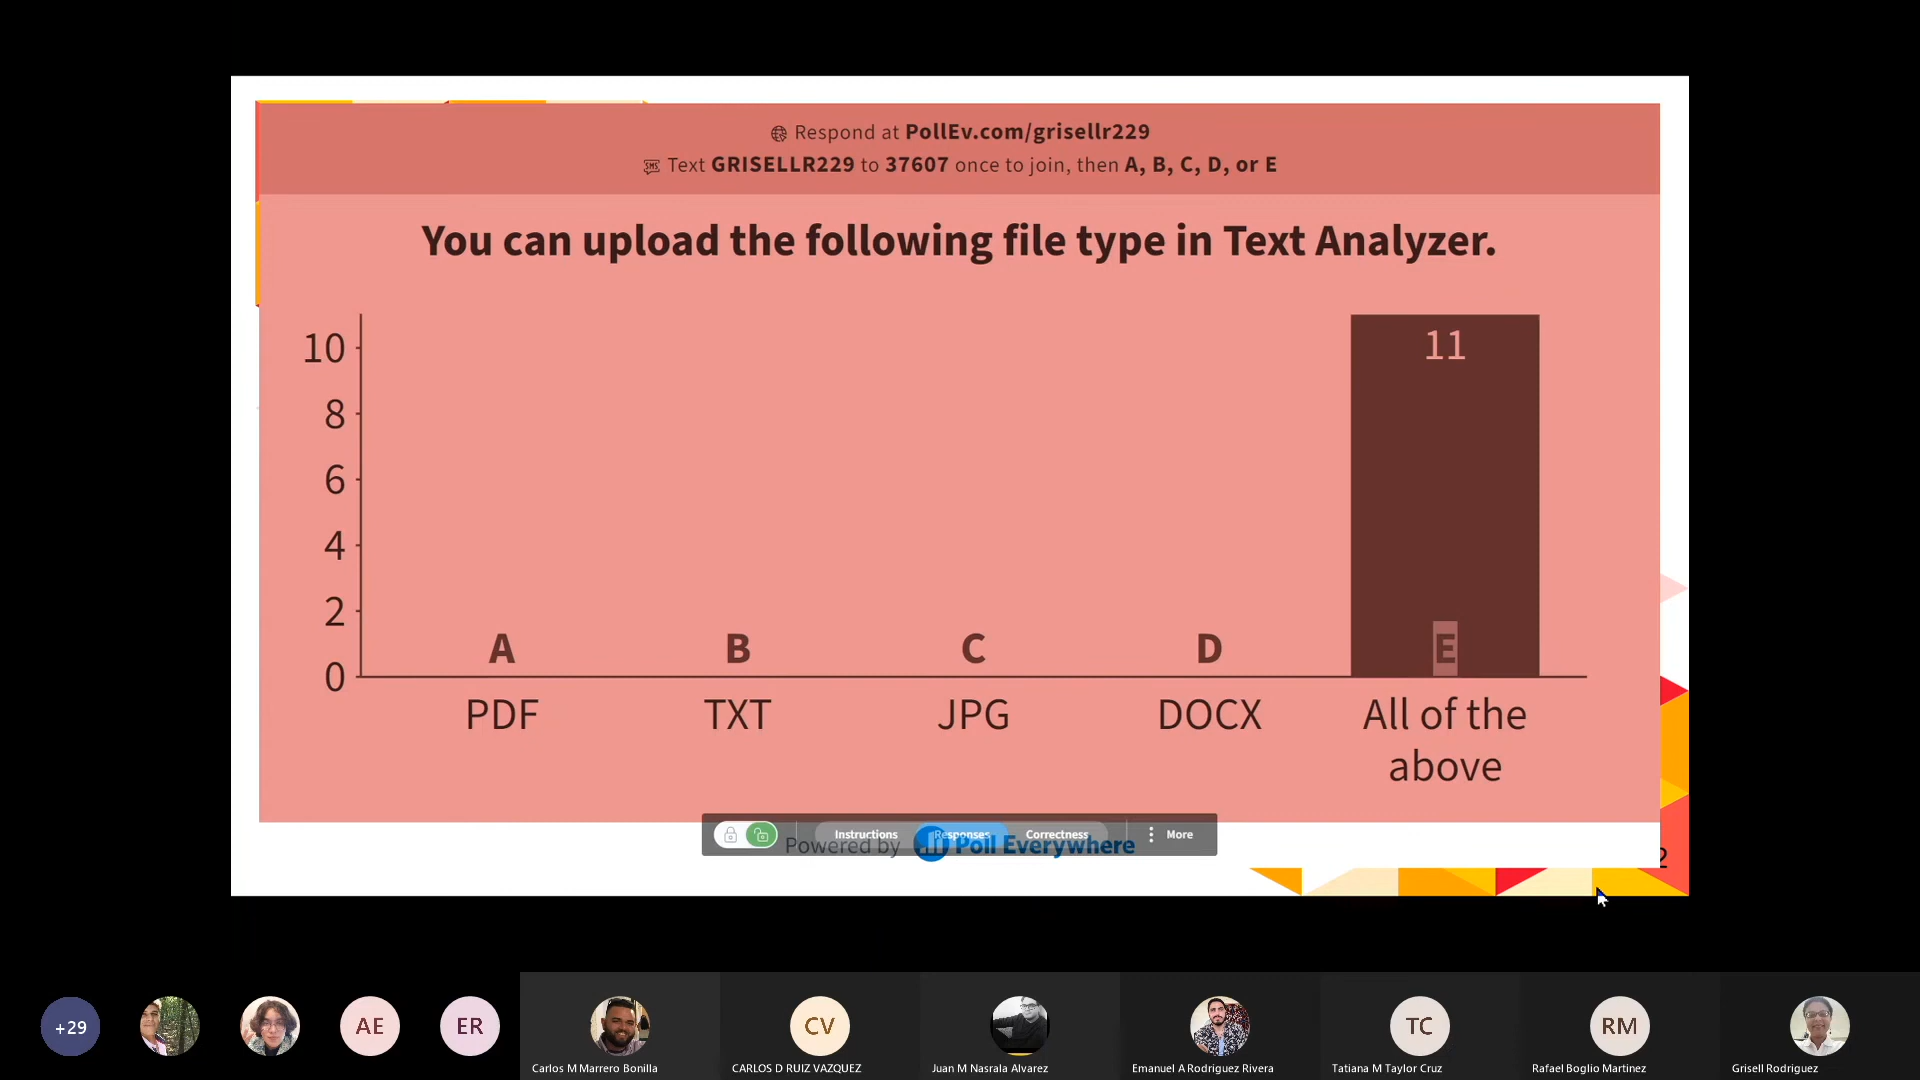 Respond at PollEv.com/grisellr229
Text GRISELLR229 to 37607 once to join, then A, B, C, D, or E
You can upload the following file type in Text Analyzer.
10
8
6
4
2
0
11
A
B
C
D
E
PDF
TXT
JPG
DOCX
All of the
above
Instructions
Responses
Correctness
More
Powered by
Poll Everywhere
2
+29
AE
ER
CV
TC
RM
Carlos M Marrero Bonilla
CARLOS D RUIZ VAZQUEZ
Juan M Nasrala Alvarez
Emanuel A Rodriguez Rivera
Tatiana M Taylor Cruz
Rafael Boglio Martinez
Grisell Rodriguez